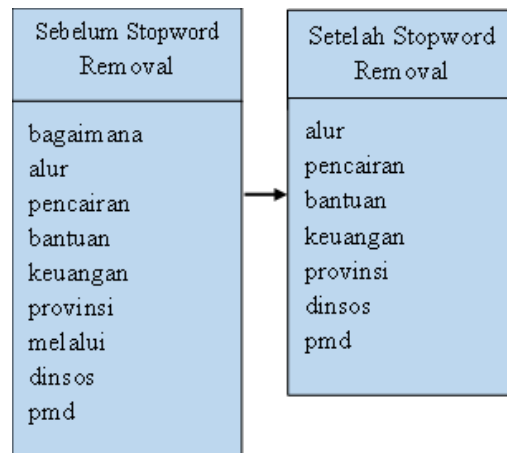 Sebelum Stopword
Removal
bagaimana
alur
pencairan
bantuan
keuangan
provinsi
melalui
dinsos
pmd
Setelah Stopword
Removal
alur
pencairan
bantuan
keuangan
provinsi
dinsos
pmd